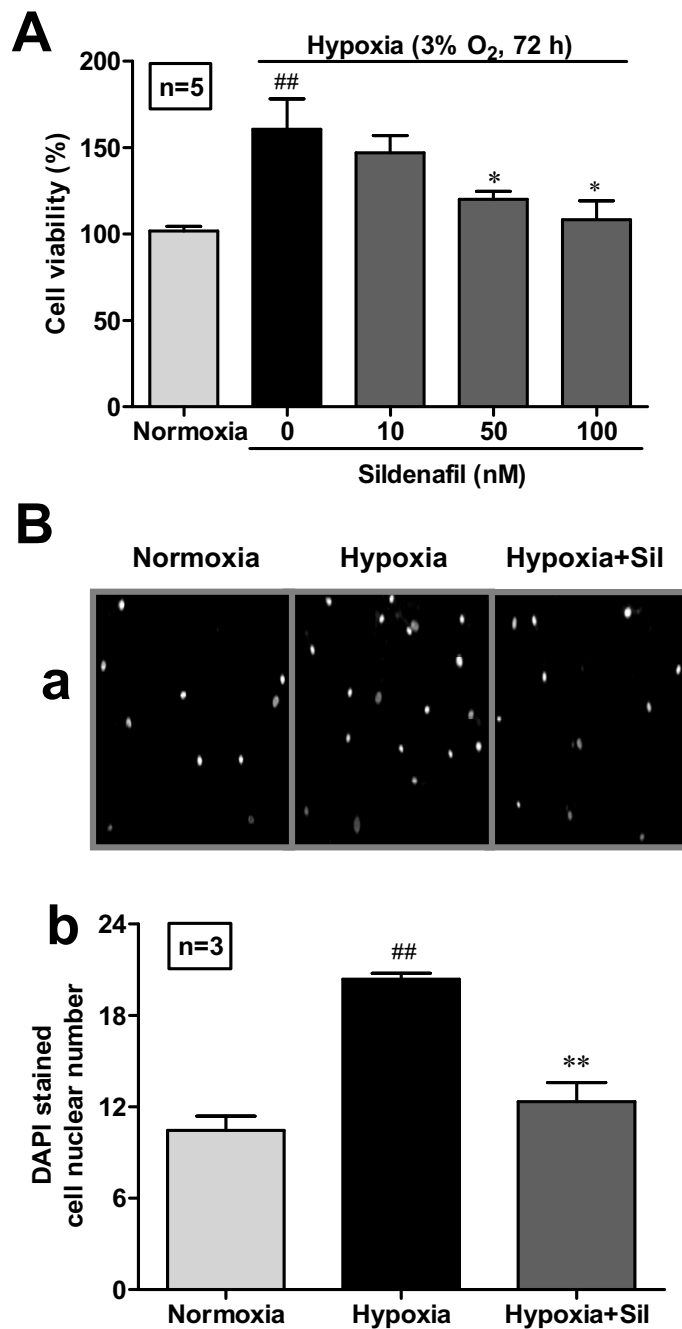 A
Hypoxia (3% O₂, 72 h)
200
n=5
##
150
*
*
100
50
0
Cell viability (%)
Normoxia 0 10 50 100
Sildenafil (nM)
B
Normoxia Hypoxia Hypoxia+Sil
a
b
24
n=3
##
18
**
12
6
0
DAPI stained
cell nuclear number
Normoxia Hypoxia Hypoxia+Sil